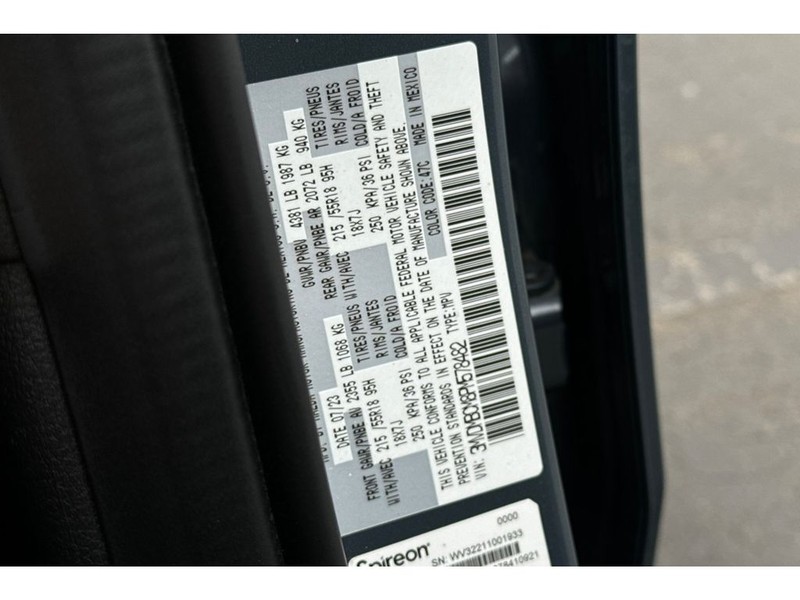 DATE 07/23
GVWR/PNBV 4381 LB 1987 KG
FRONT GAWR/PNBE AV 2355 LB 1068 KG
REAR GAWR/PNBE AR 2072 LB 940 KG
WITH/AVEC 215 /55R18 95H TIRES/PNEUS
WITH/AVEC 215 /55R18 95H TIRES/PNEUS
18X7J RIMS/JANTES
18X7J RIMS/JANTES
250 KPA/36 PSI COLD/A FROID
250 KPA/36 PSI COLD/A FROID
THIS VEHICLE CONFORMS TO ALL APPLICABLE FEDERAL MOTOR VEHICLE SAFETY AND THEFT
PREVENTION STANDARDS IN EFFECT ON THE DATE OF MANUFACTURE SHOWN ABOVE.
VIN: TYPE:MPV COLOR CODE:47C MADE IN MEXICO
Spireon
0000
SN: WV32211001933